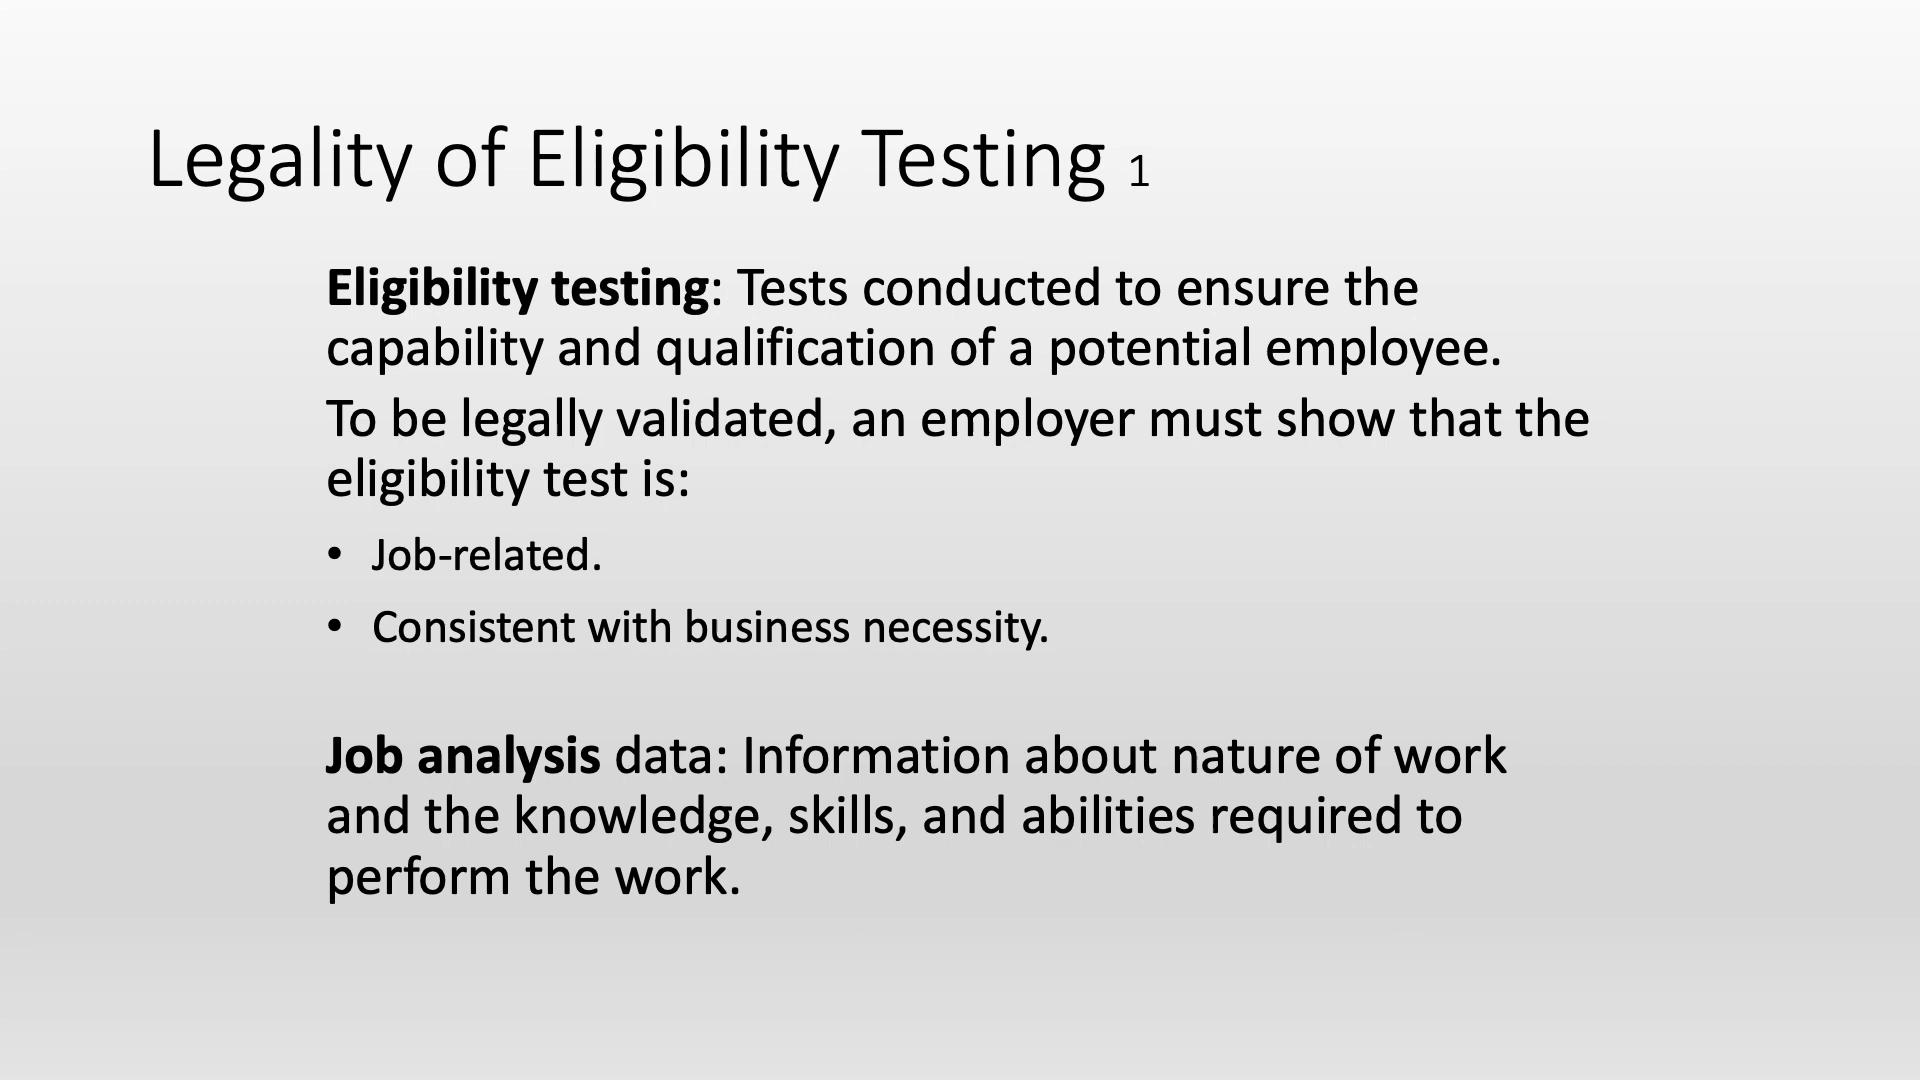 Legality of Eligibility Testing 1
Eligibility testing: Tests conducted to ensure the
capability and qualification of a potential employee.
To be legally validated, an employer must show that the
eligibility test is:
• Job-related.
• Consistent with business necessity.
Job analysis data: Information about nature of work
and the knowledge, skills, and abilities required to
perform the work.